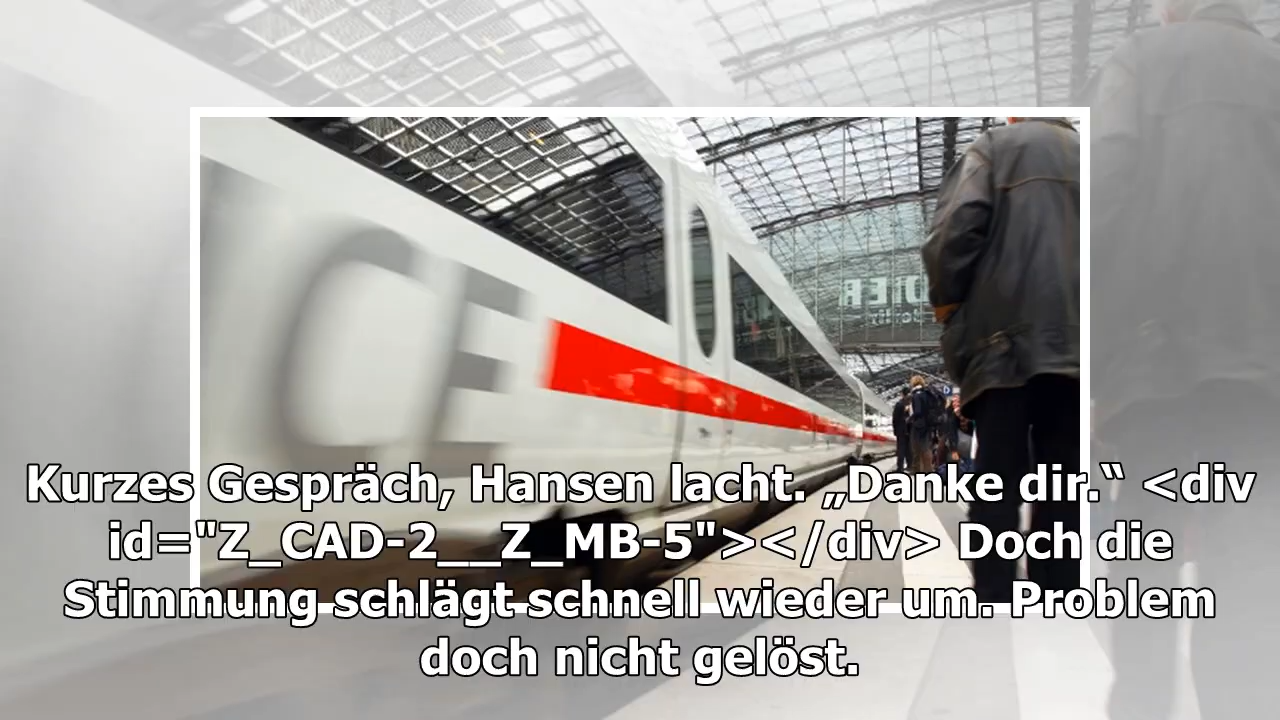 ICE
Kurzes Gespräch, Hansen lacht. „Danke dir.“ <div
id="Z_CAD-2__Z_MB-5"></div> Doch die
Stimmung schlägt schnell wieder um. Problem
doch nicht gelöst.